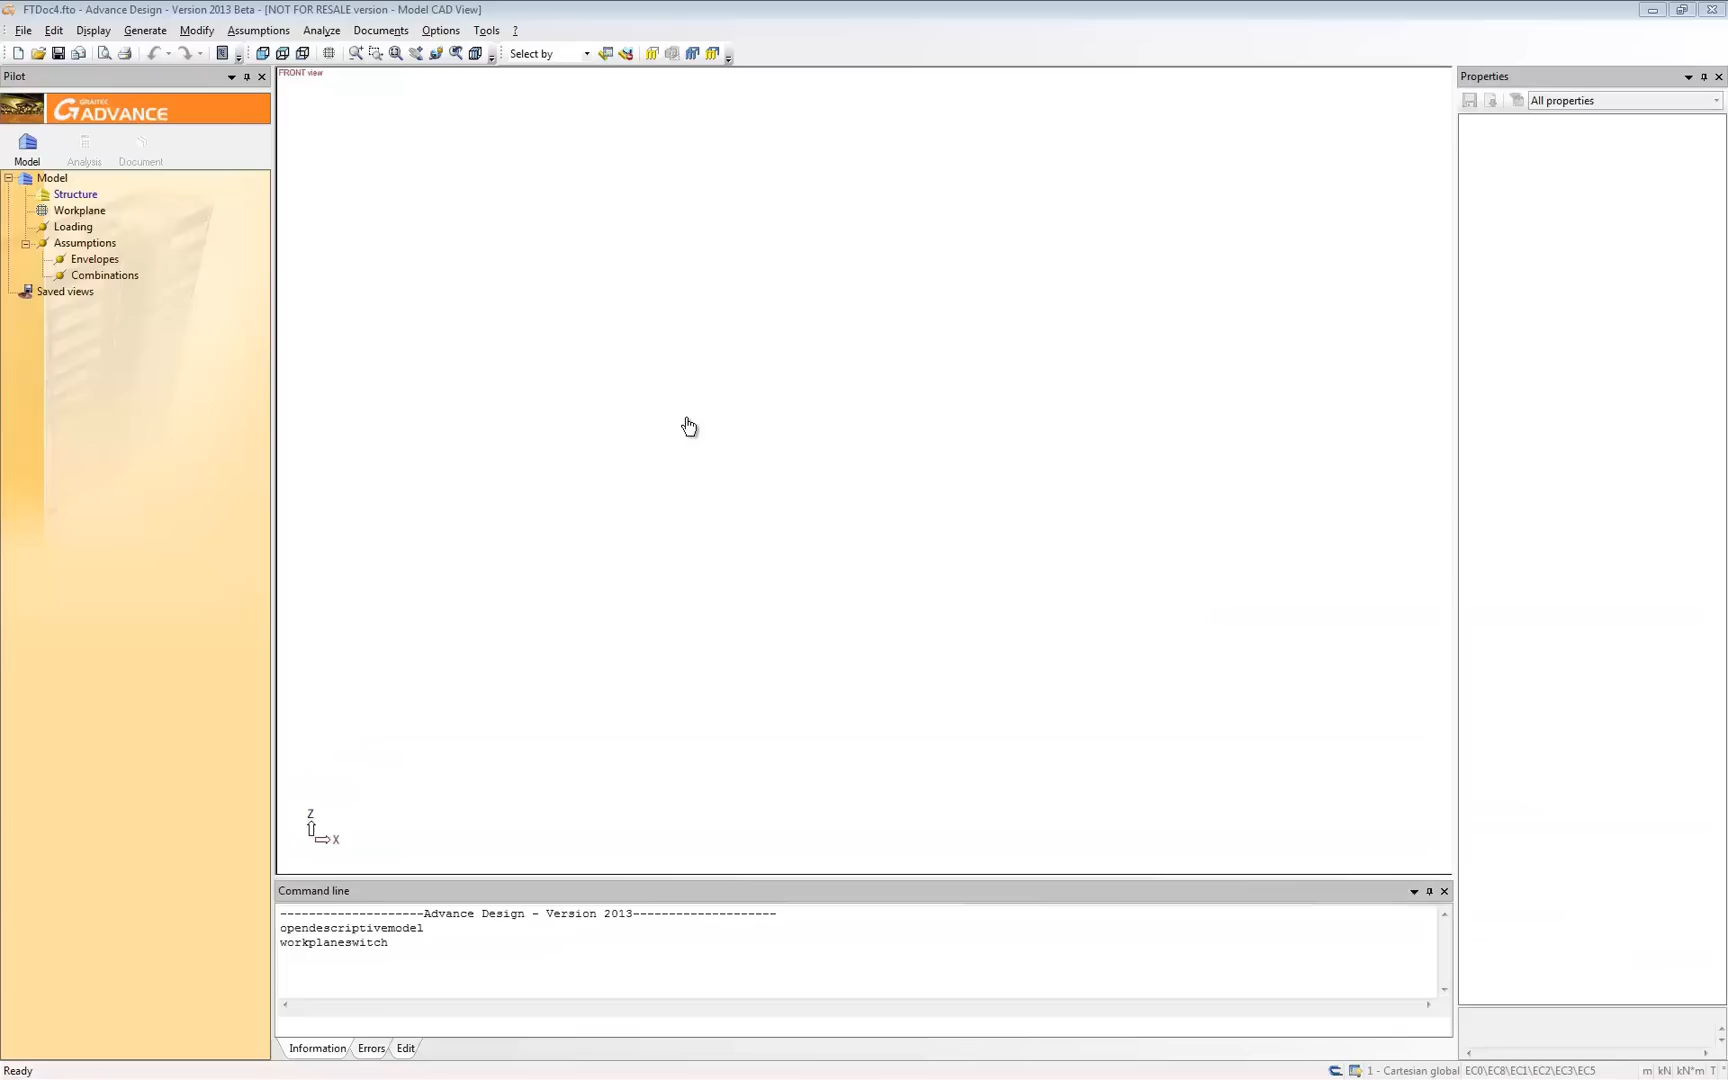 FTDoc4.fto - Advance Design - Version 2013 Beta - [NOT FOR RESALE version - Model CAD View]
File Edit Display Generate Modify Assumptions Analyze Documents Options Tools ?
Select by
Pilot
FRONT view
Properties
All properties
GRAITEC
ADVANCE
Model Analysis Document
Model
Structure
Workplane
Loading
Assumptions
Envelopes
Combinations
Saved views
Z
X
Command line
--------------------Advance Design - Version 2013--------------------
opendescriptivemodel
workplaneswitch
Information Errors Edit
Ready
1 - Cartesian global EC0\EC8\EC1\EC2\EC3\EC5 m kN kN*m T °